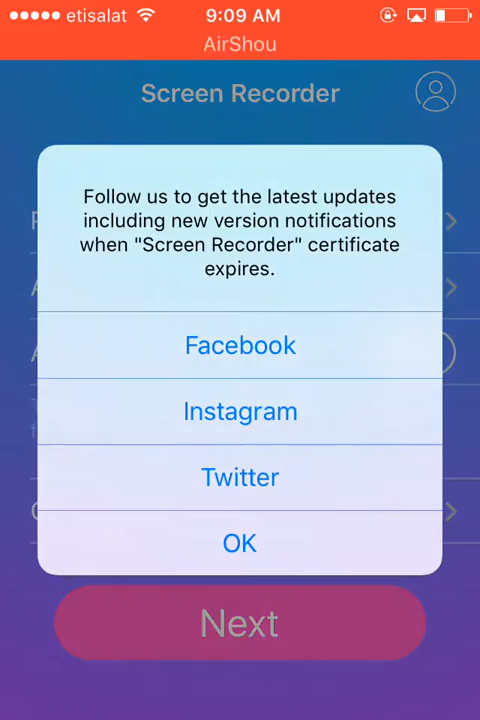 etisalat 9:09 AM
AirShou
Screen Recorder
Follow us to get the latest updates
including new version notifications
when "Screen Recorder" certificate
expires.
Facebook
Instagram
Twitter
OK
Next